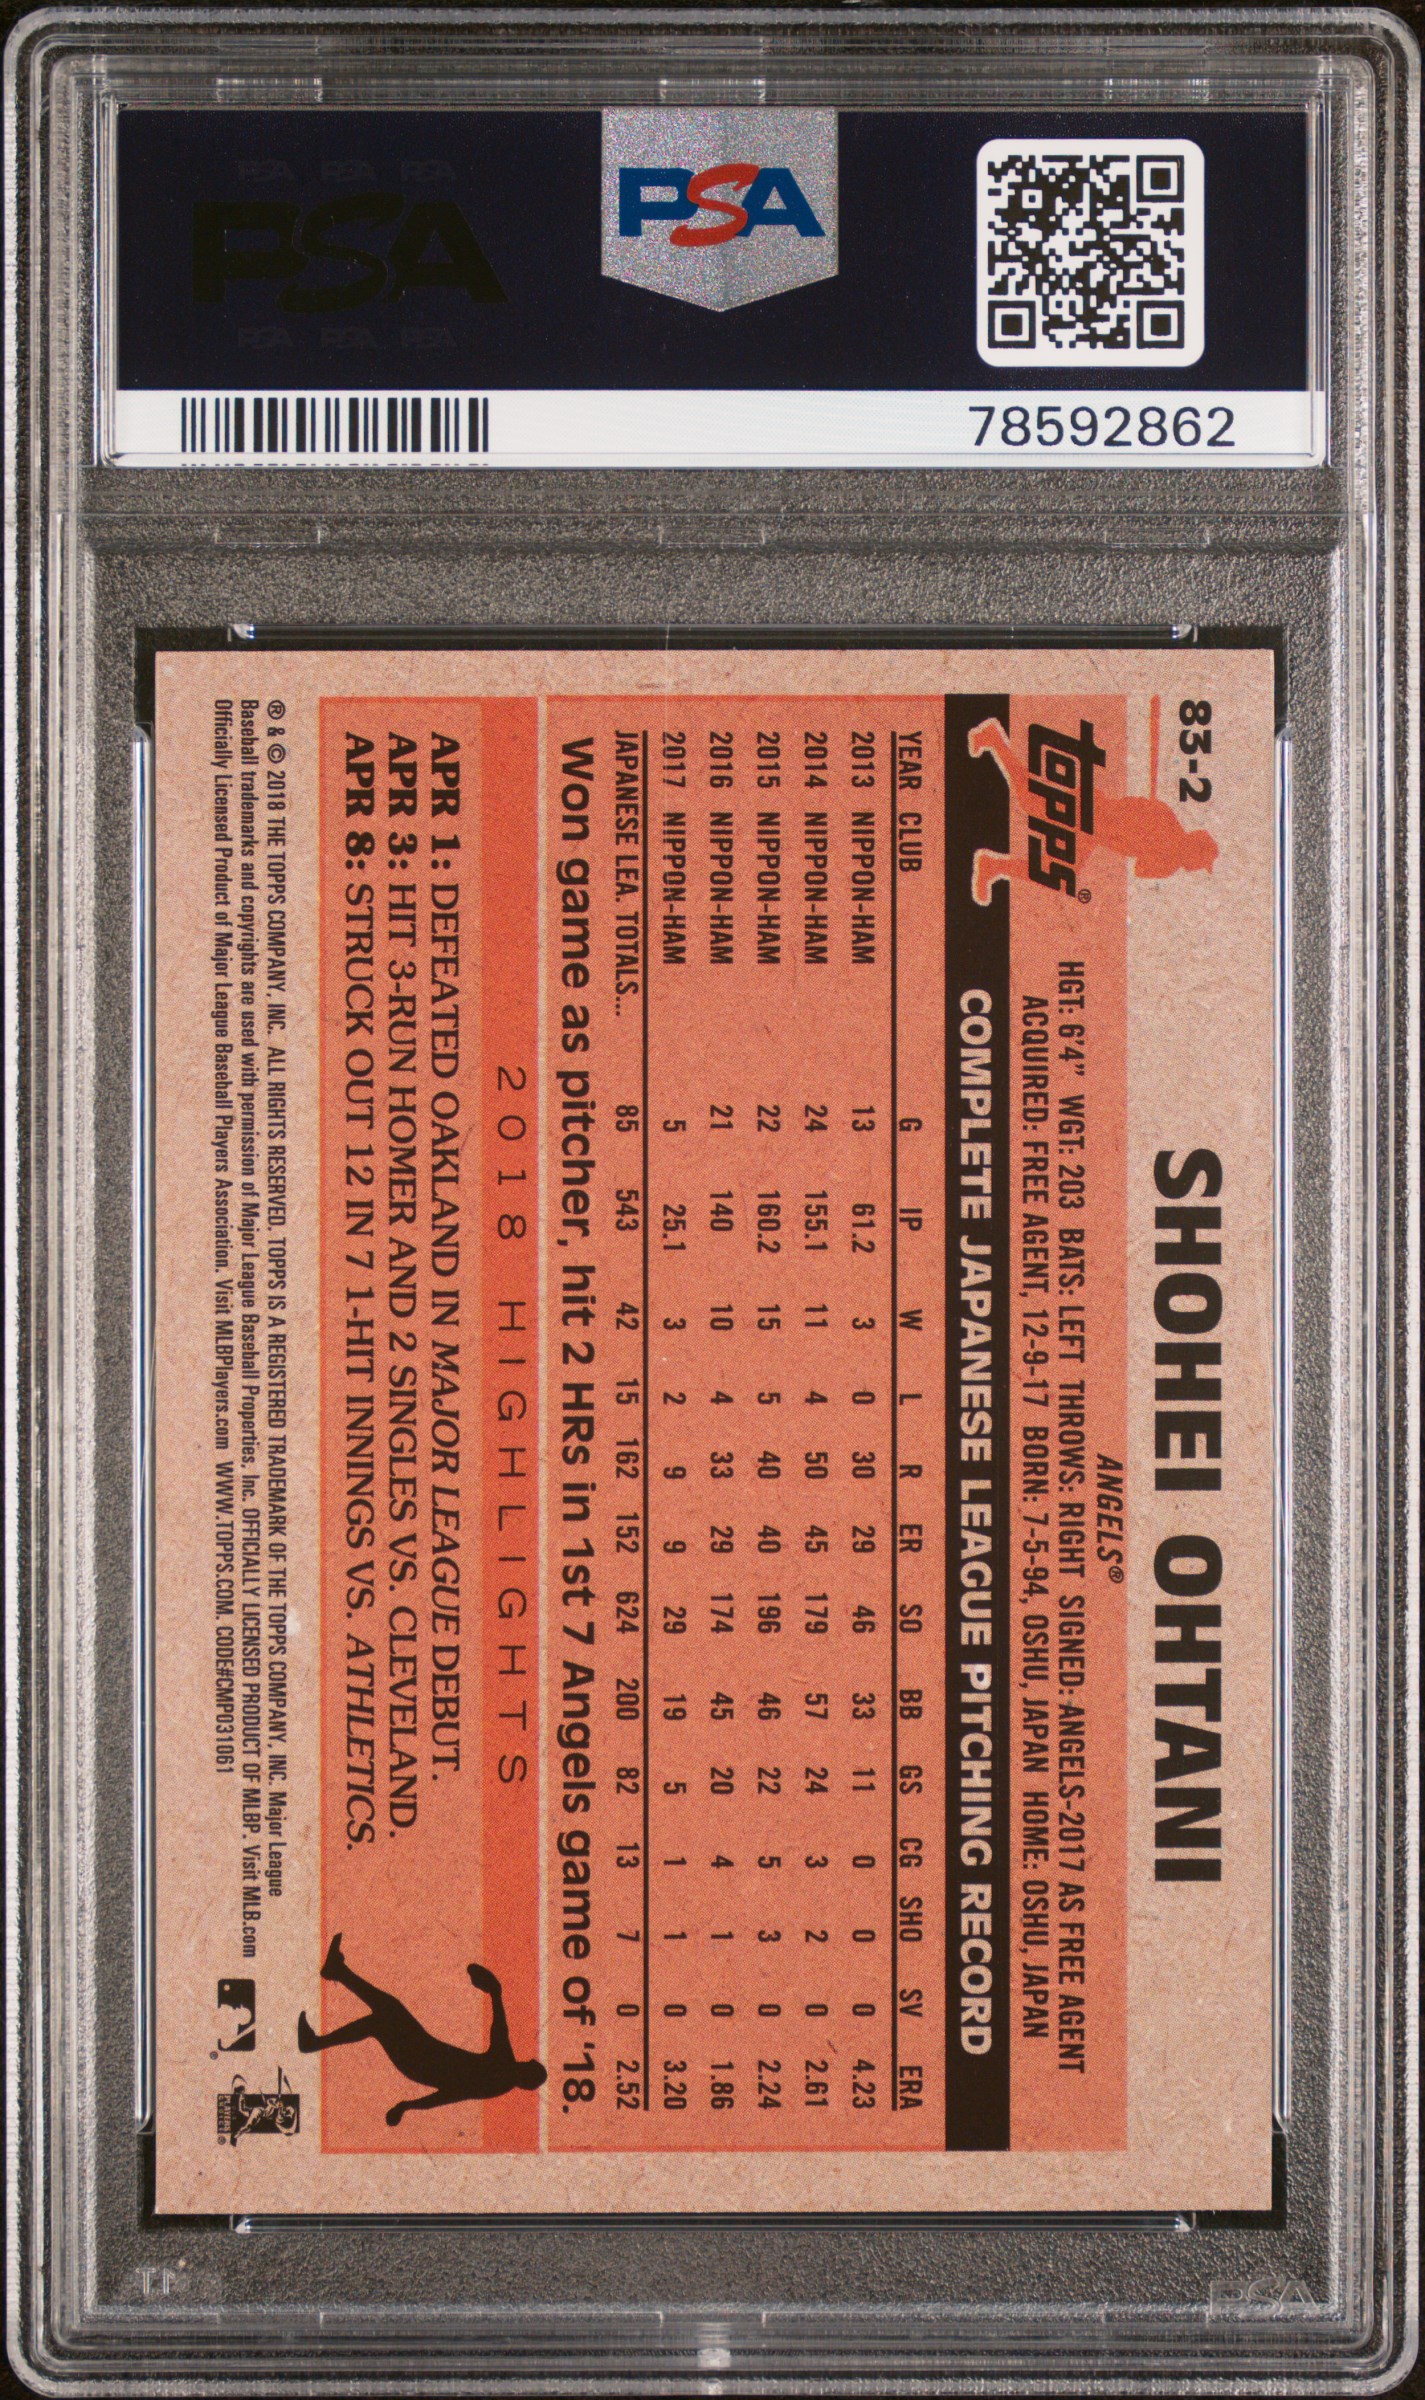 PSA PSA PSA
PSA
PSA PSA PSA
PSA
78592862
83-2
SHOHEI OHTANI
ANGELS®
topps®
HGT: 6'4" WGT: 203 BATS: LEFT THROWS: RIGHT SIGNED: ANGELS-2017 AS FREE AGENT
ACQUIRED: FREE AGENT, 12-9-17 BORN: 7-5-94, OSHU, JAPAN HOME: OSHU, JAPAN
COMPLETE JAPANESE LEAGUE PITCHING RECORD
YEAR CLUB G IP W L R ER SO BB GS CG SHO SV ERA
2013 NIPPON-HAM 13 61.2 3 0 30 29 46 33 11 0 0 0 4.23
2014 NIPPON-HAM 24 155.1 11 4 50 45 179 57 24 3 2 0 2.61
2015 NIPPON-HAM 22 160.2 15 5 40 40 196 46 22 5 3 0 2.24
2016 NIPPON-HAM 21 140 10 4 33 29 174 45 20 4 1 0 1.86
2017 NIPPON-HAM 5 25.1 3 2 9 9 29 19 5 1 1 0 3.20
JAPANESE LEA. TOTALS... 85 543 42 15 162 152 624 200 82 13 7 0 2.52
Won game as pitcher, hit 2 HRs in 1st 7 Angels game of '18.
2018 HIGHLIGHTS
APR 1: DEFEATED OAKLAND IN MAJOR LEAGUE DEBUT.
APR 3: HIT 3-RUN HOMER AND 2 SINGLES VS. CLEVELAND.
APR 8: STRUCK OUT 12 IN 7 1-HIT INNINGS VS. ATHLETICS.
® & © 2018 THE TOPPS COMPANY, INC. ALL RIGHTS RESERVED. TOPPS IS A REGISTERED TRADEMARK OF THE TOPPS COMPANY, INC. Major League
Baseball trademarks and copyrights are used with permission of Major League Baseball Properties, Inc. OFFICIALLY LICENSED PRODUCT OF MLBP. Visit MLB.com
Officially Licensed Product of Major League Baseball Players Association. Visit MLBPlayers.com WWW.TOPPS.COM. CODE#CMP031061
PSA